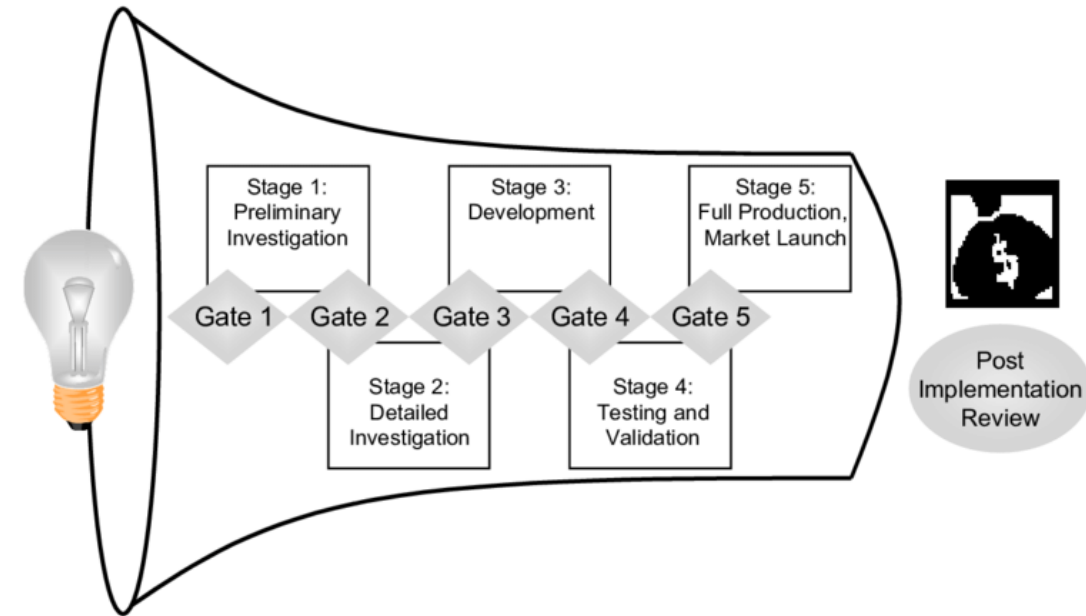 Stage 1:
Preliminary
Investigation
Stage 3:
Development
Stage 5:
Full Production,
Market Launch
Gate 1
Gate 2
Gate 3
Gate 4
Gate 5
Stage 2:
Detailed
Investigation
Stage 4:
Testing and
Validation
$
Post
Implementation
Review